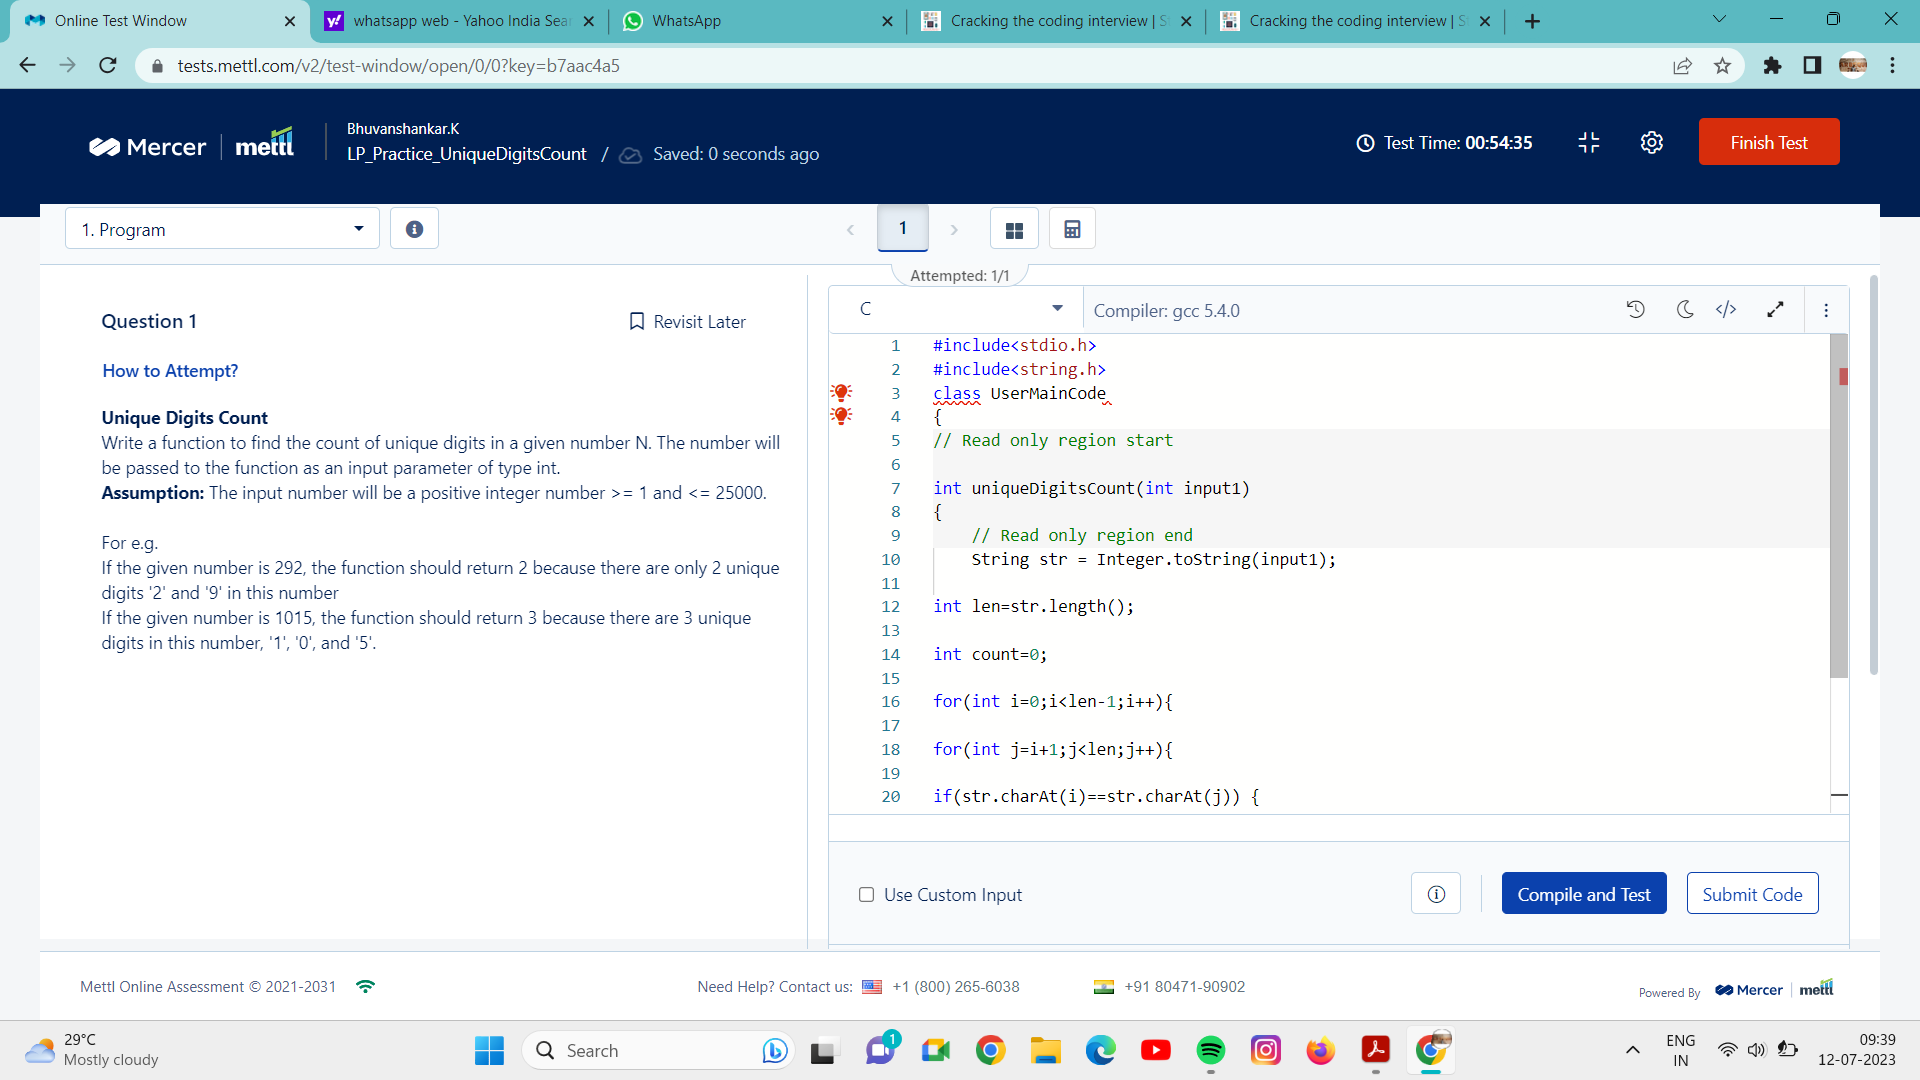 Online Test Window
whatsapp web - Yahoo India Sear
WhatsApp
Cracking the coding interview | S
Cracking the coding interview | S
tests.mettl.com/v2/test-window/open/0/0?key=b7aac4a5
Mercer
mettl
Bhuvanshankar.K
LP_Practice_UniqueDigitsCount / Saved: 0 seconds ago
Test Time: 00:54:35
Finish Test
1. Program
1
Attempted: 1/1
Question 1
Revisit Later
How to Attempt?
Unique Digits Count
Write a function to find the count of unique digits in a given number N. The number will
be passed to the function as an input parameter of type int.
Assumption: The input number will be a positive integer number >= 1 and <= 25000.
For e.g.
If the given number is 292, the function should return 2 because there are only 2 unique
digits '2' and '9' in this number
If the given number is 1015, the function should return 3 because there are 3 unique
digits in this number, '1', '0', and '5'.
C
Compiler: gcc 5.4.0
1 #include<stdio.h>
2 #include<string.h>
3 class UserMainCode
4 {
5 // Read only region start
6
7 int uniqueDigitsCount(int input1)
8 {
9 // Read only region end
10 String str = Integer.toString(input1);
11
12 int len=str.length();
13
14 int count=0;
15
16 for(int i=0;i<len-1;i++){
17
18 for(int j=i+1;j<len;j++){
19
20 if(str.charAt(i)==str.charAt(j)) {
Use Custom Input
Compile and Test
Submit Code
Mettl Online Assessment © 2021-2031
Need Help? Contact us: +1 (800) 265-6038
+91 80471-90902
Powered By
Mercer
mettl
29°C
Mostly cloudy
Search
1
ENG
IN
09:39
12-07-2023